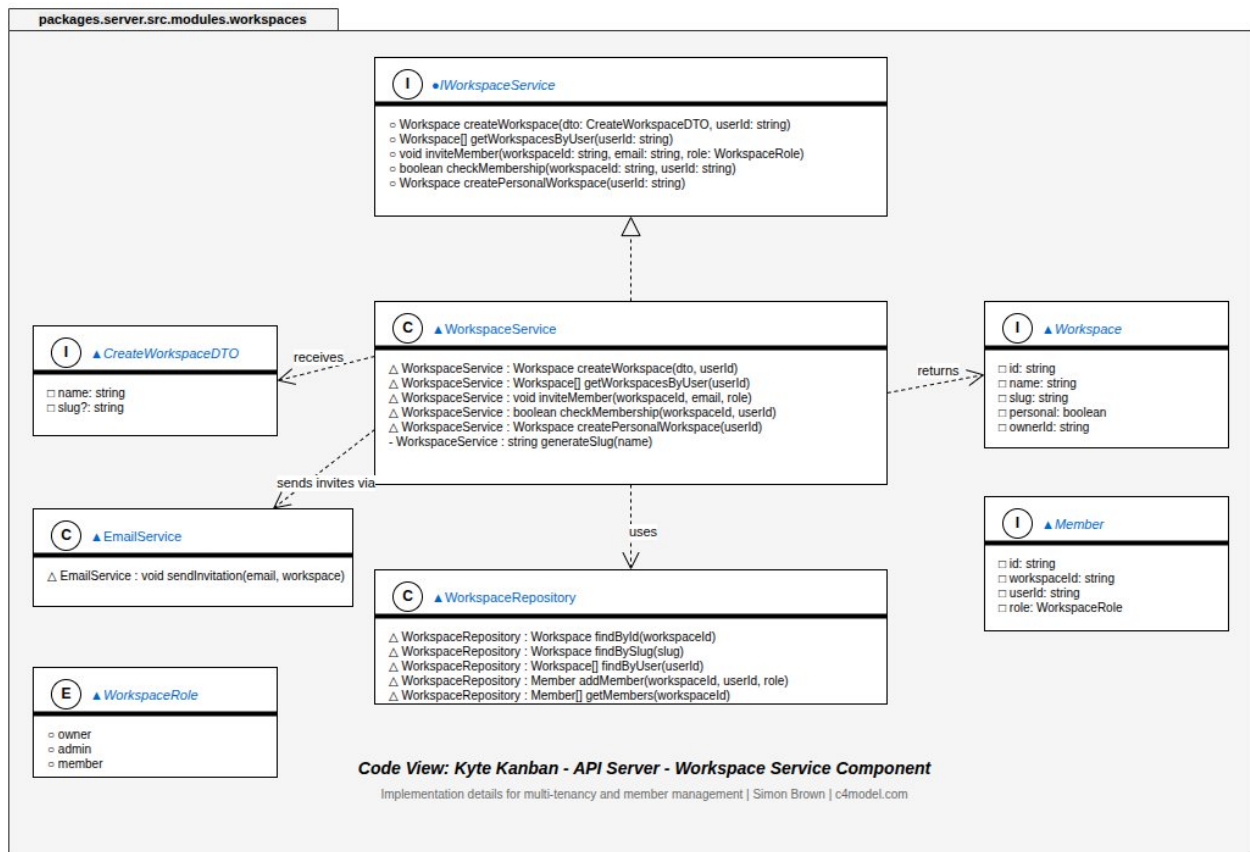 packages.server.src.modules.workspaces
I
●IWorkspaceService
○ Workspace createWorkspace(dto: CreateWorkspaceDTO, userId: string)
○ Workspace[] getWorkspacesByUser(userId: string)
○ void inviteMember(workspaceId: string, email: string, role: WorkspaceRole)
○ boolean checkMembership(workspaceId: string, userId: string)
○ Workspace createPersonalWorkspace(userId: string)
I
▲CreateWorkspaceDTO
□ name: string
□ slug?: string
receives
C
▲WorkspaceService
△ WorkspaceService : Workspace createWorkspace(dto, userId)
△ WorkspaceService : Workspace[] getWorkspacesByUser(userId)
△ WorkspaceService : void inviteMember(workspaceId, email, role)
△ WorkspaceService : boolean checkMembership(workspaceId, userId)
△ WorkspaceService : Workspace createPersonalWorkspace(userId)
- WorkspaceService : string generateSlug(name)
returns
I
▲Workspace
□ id: string
□ name: string
□ slug: string
□ personal: boolean
□ ownerId: string
sends invites via
C
▲EmailService
△ EmailService : void sendInvitation(email, workspace)
uses
C
▲WorkspaceRepository
△ WorkspaceRepository : Workspace findById(workspaceId)
△ WorkspaceRepository : Workspace findBySlug(slug)
△ WorkspaceRepository : Workspace[] findByUser(userId)
△ WorkspaceRepository : Member addMember(workspaceId, userId, role)
△ WorkspaceRepository : Member[] getMembers(workspaceId)
I
▲Member
□ id: string
□ workspaceId: string
□ userId: string
□ role: WorkspaceRole
E
▲WorkspaceRole
○ owner
○ admin
○ member
Code View: Kyte Kanban - API Server - Workspace Service Component
Implementation details for multi-tenancy and member management | Simon Brown | c4model.com